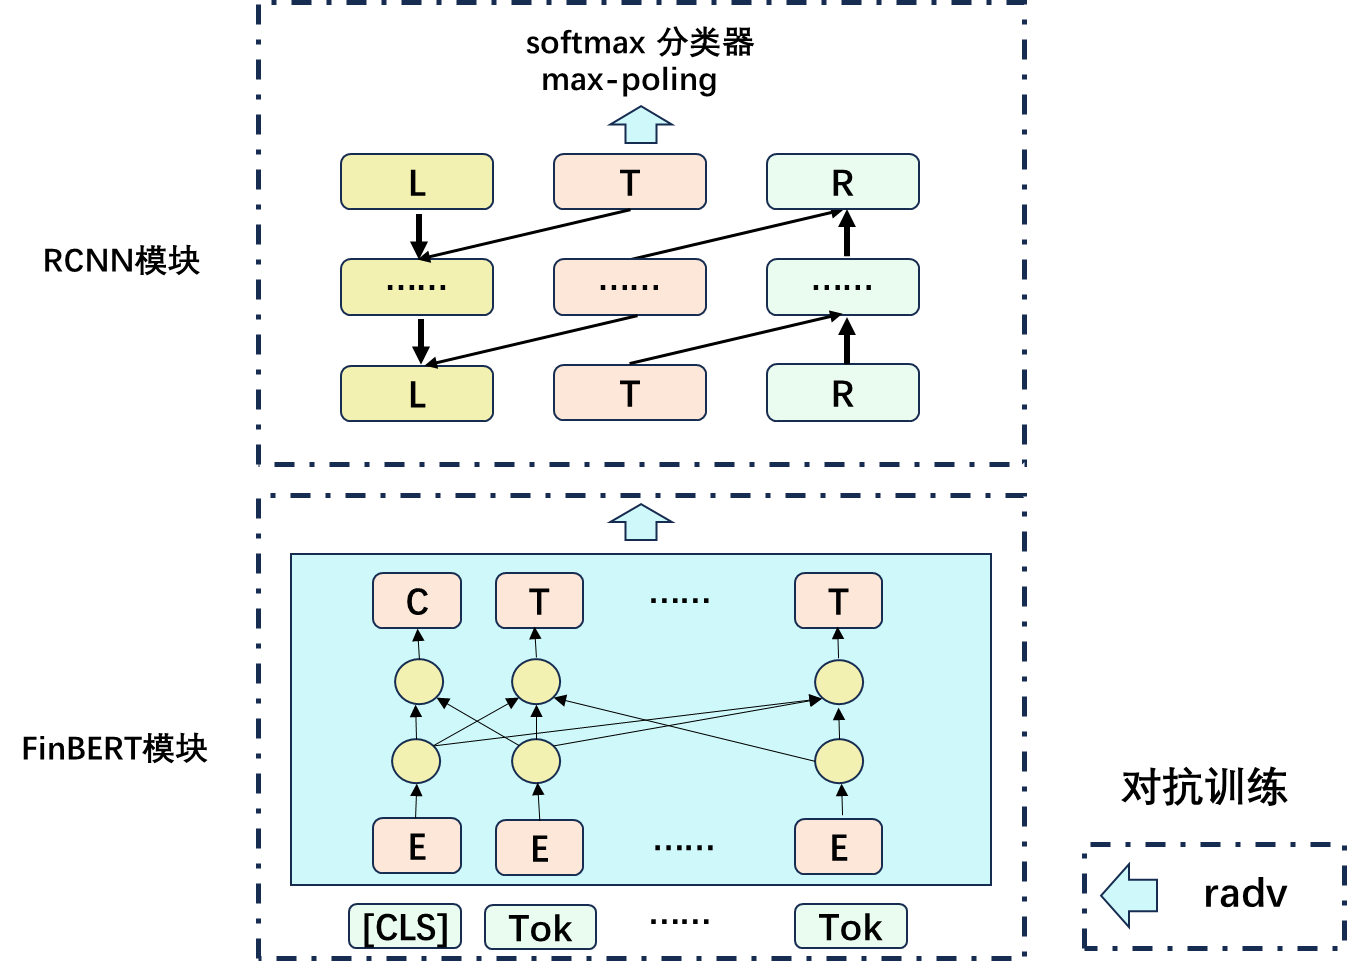 softmax 分类器
max-poling
L T R
RCNN模块
…… …… ……
L T R
C T …… T
FinBERT模块
对抗训练
E E …… E
radv
[CLS] Tok …… Tok